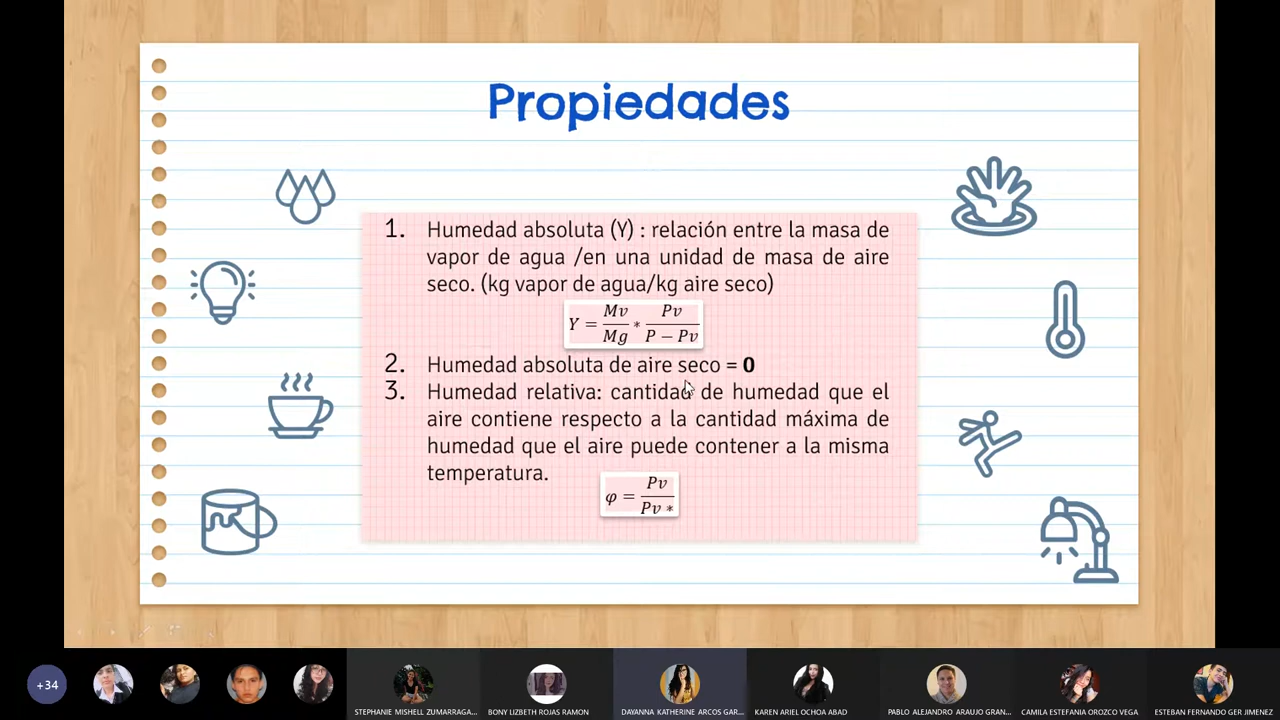 Propiedades
1. Humedad absoluta (Y) : relación entre la masa de
vapor de agua /en una unidad de masa de aire
seco. (kg vapor de agua/kg aire seco)
Y = Mv/Mg * Pv/(P − Pv)
2. Humedad absoluta de aire seco = 0
3. Humedad relativa: cantidad de humedad que el
aire contiene respecto a la cantidad máxima de
humedad que el aire puede contener a la misma
temperatura.
φ = Pv/Pv *
+34
STEPHANIE MISHELL ZUMARRAGA...
BONY LIZBETH ROJAS RAMON
DAYANNA KATHERINE ARCOS GAR...
KAREN ARIEL OCHOA ABAD
PABLO ALEJANDRO ARAUJO GRAN...
CAMILA ESTEFANIA OROZCO VEGA
ESTEBAN FERNANDO GER JIMENEZ